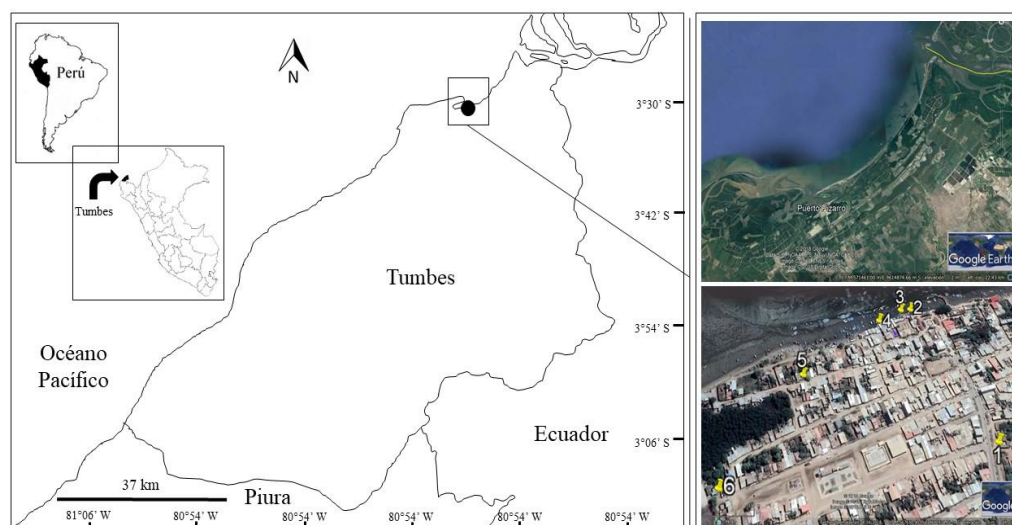 Perú
Tumbes
N
3°30' S
3°42' S
3°54' S
3°06' S
Tumbes
Océano
Pacífico
Ecuador
37 km
Piura
81°06' W
80°54' W
80°54' W
80°54' W
80°54' W
80°54' W
Puerto Pizarro
Google Earth
3
2
4
5
1
6
Google